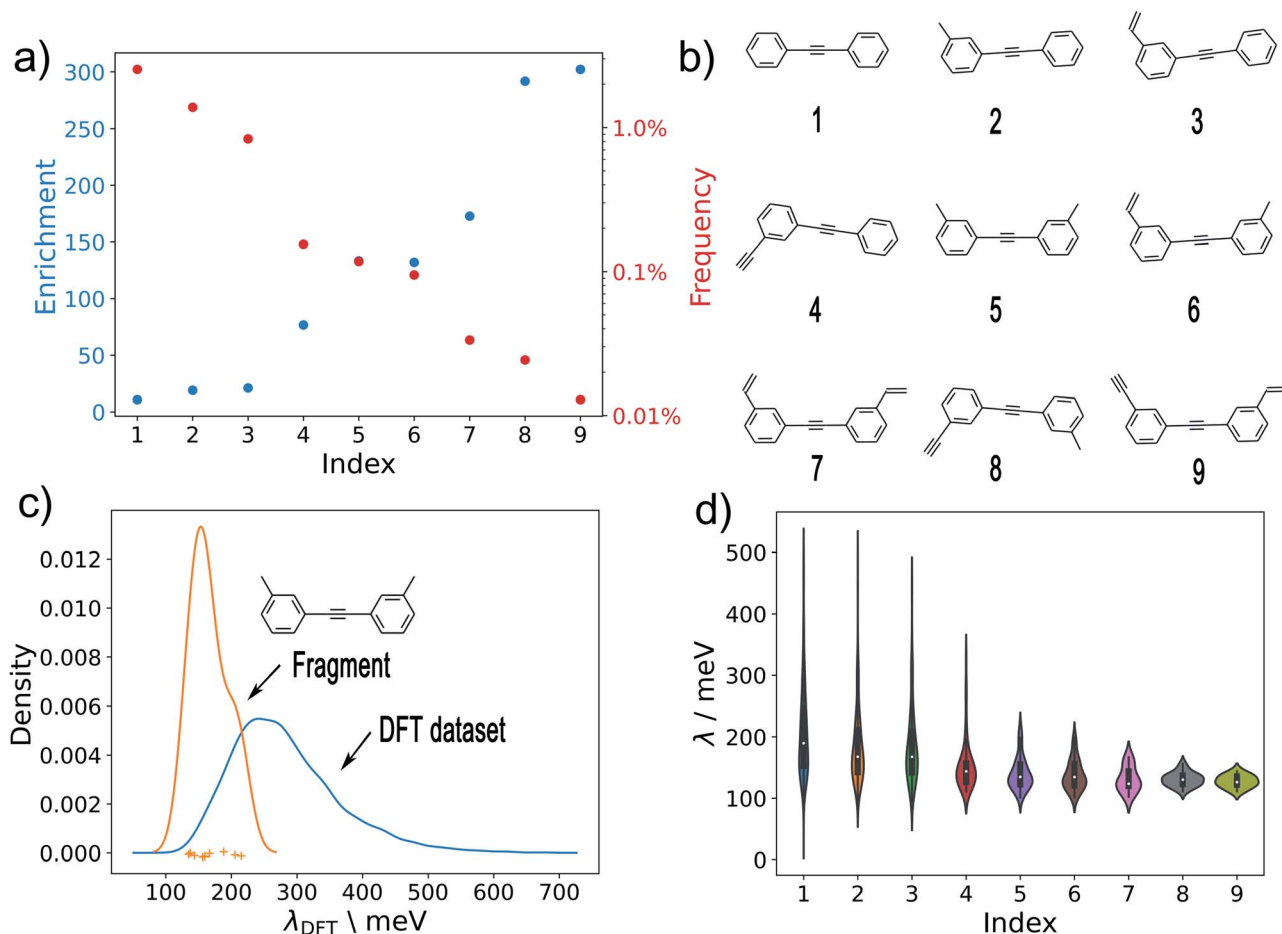 a)
300
250
200
150
100
50
0
Enrichment
1.0%
0.1%
0.01%
Frequency
1 2 3 4 5 6 7 8 9
Index
b)
1 2 3
4 5 6
7 8 9
c)
0.012
0.010
0.008
0.006
0.004
0.002
0.000
Density
Fragment
DFT dataset
100 200 300 400 500 600 700
λDFT \ meV
d)
500
400
300
200
100
0
λ / meV
1 2 3 4 5 6 7 8 9
Index